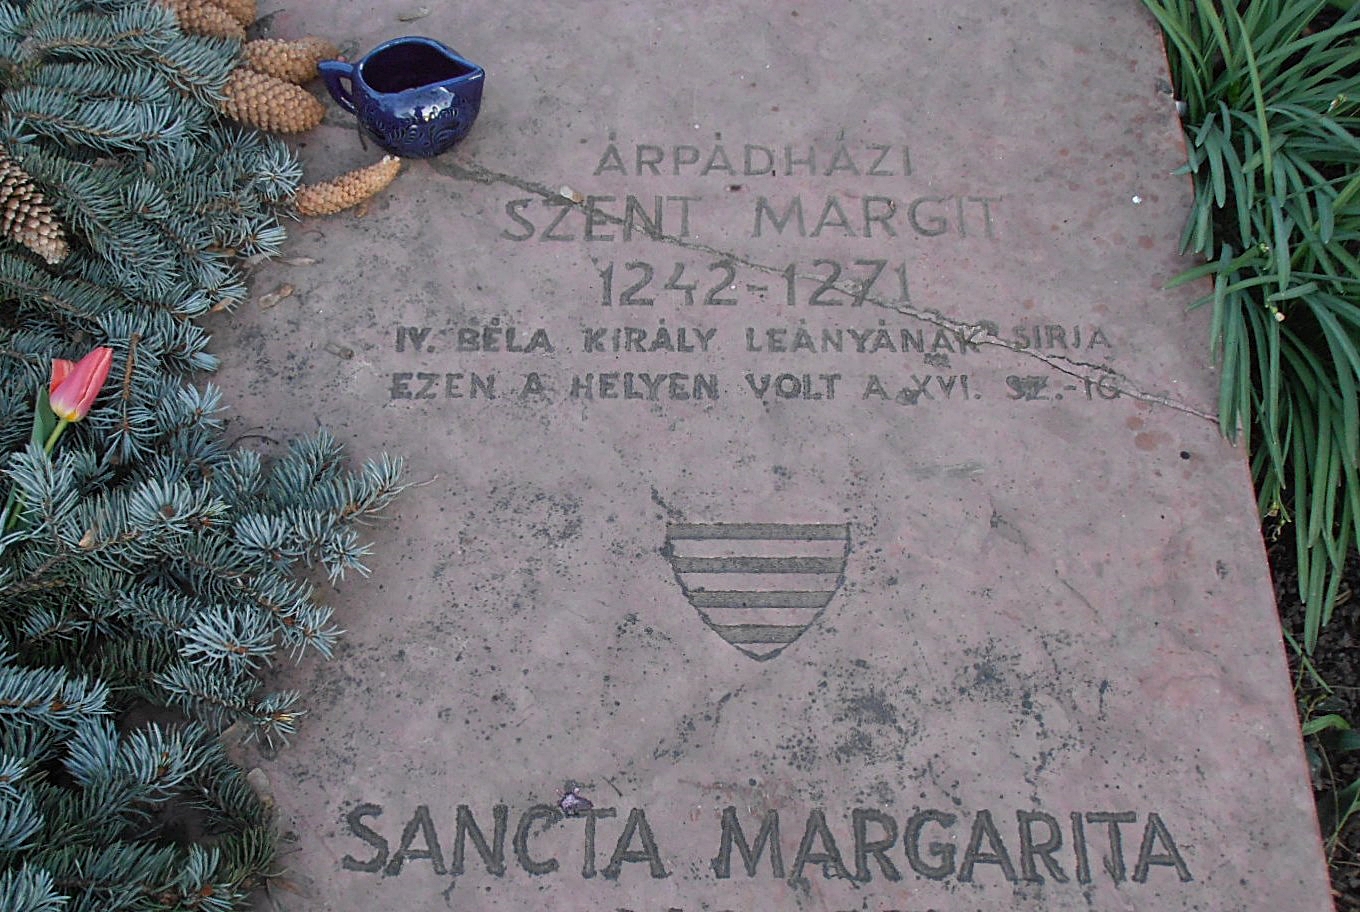 ÁRPÁDHÁZI
SZENT MARGIT
1242-1271
IV. BÉLA KIRÁLY LEÁNYÁNAK SIRJA
EZEN A HELYEN VOLT A XVI. SZ.-IG
SANCTA MARGARITA